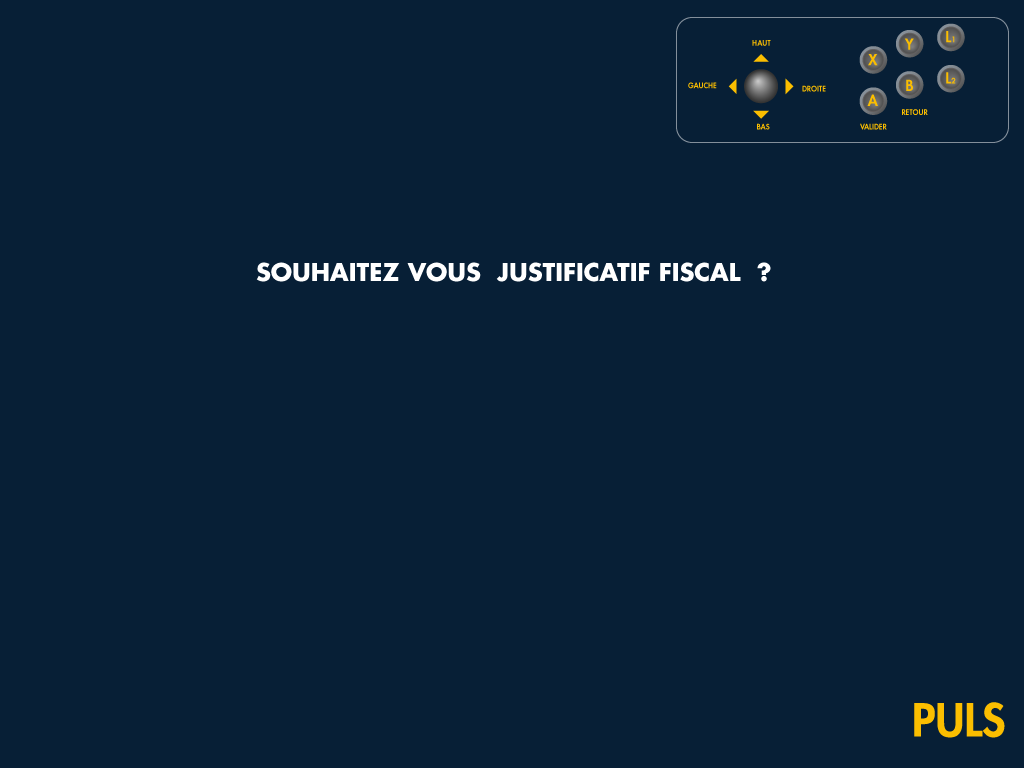 HAUT
GAUCHE
DROITE
BAS
X
Y
L1
A
B
L2
VALIDER
RETOUR
SOUHAITEZ VOUS JUSTIFICATIF FISCAL ?
PULS